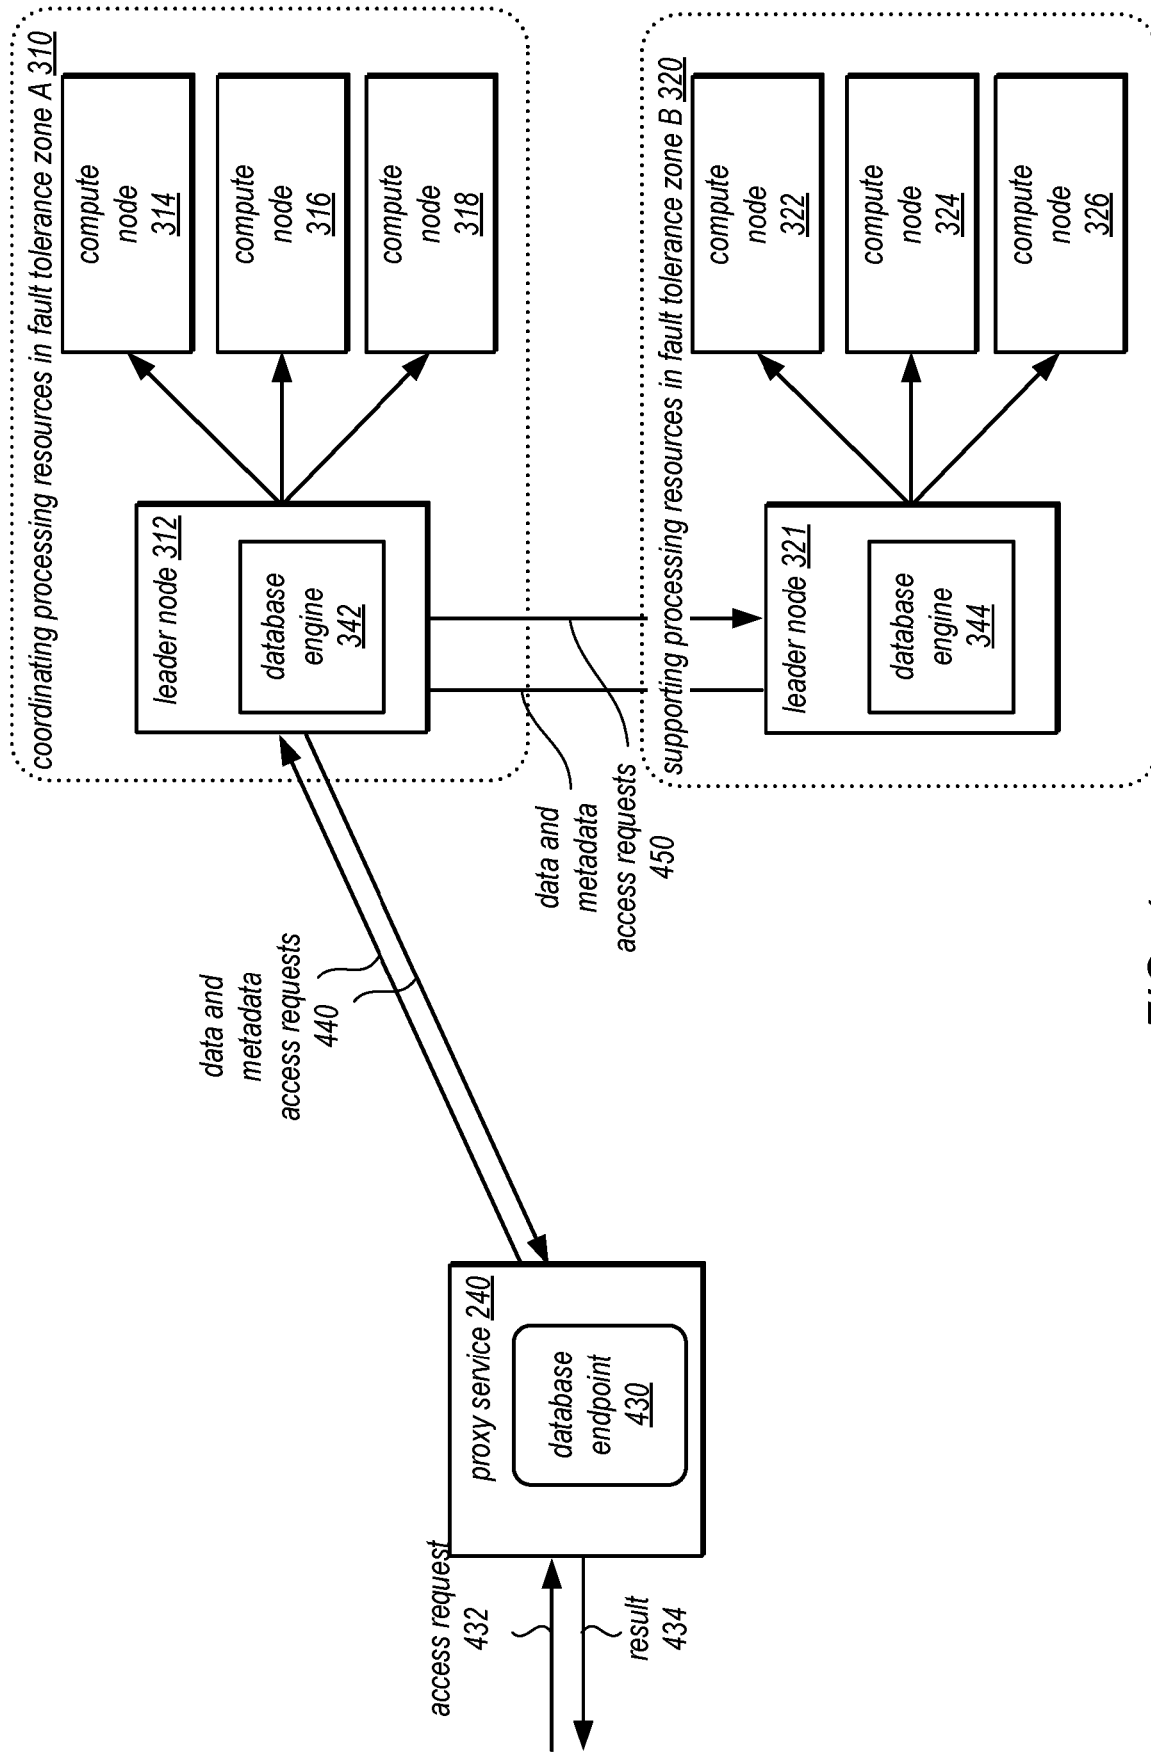 coordinating processing resources in fault tolerance zone A 310
leader node 312
database
engine
342
compute
node
314
compute
node
316
compute
node
318
data and
metadata
access requests
440
data and
metadata
access requests
450
supporting processing resources in fault tolerance zone B 320
leader node 321
database
engine
344
compute
node
322
compute
node
324
compute
node
326
access request
432
result
434
proxy service 240
database
endpoint
430